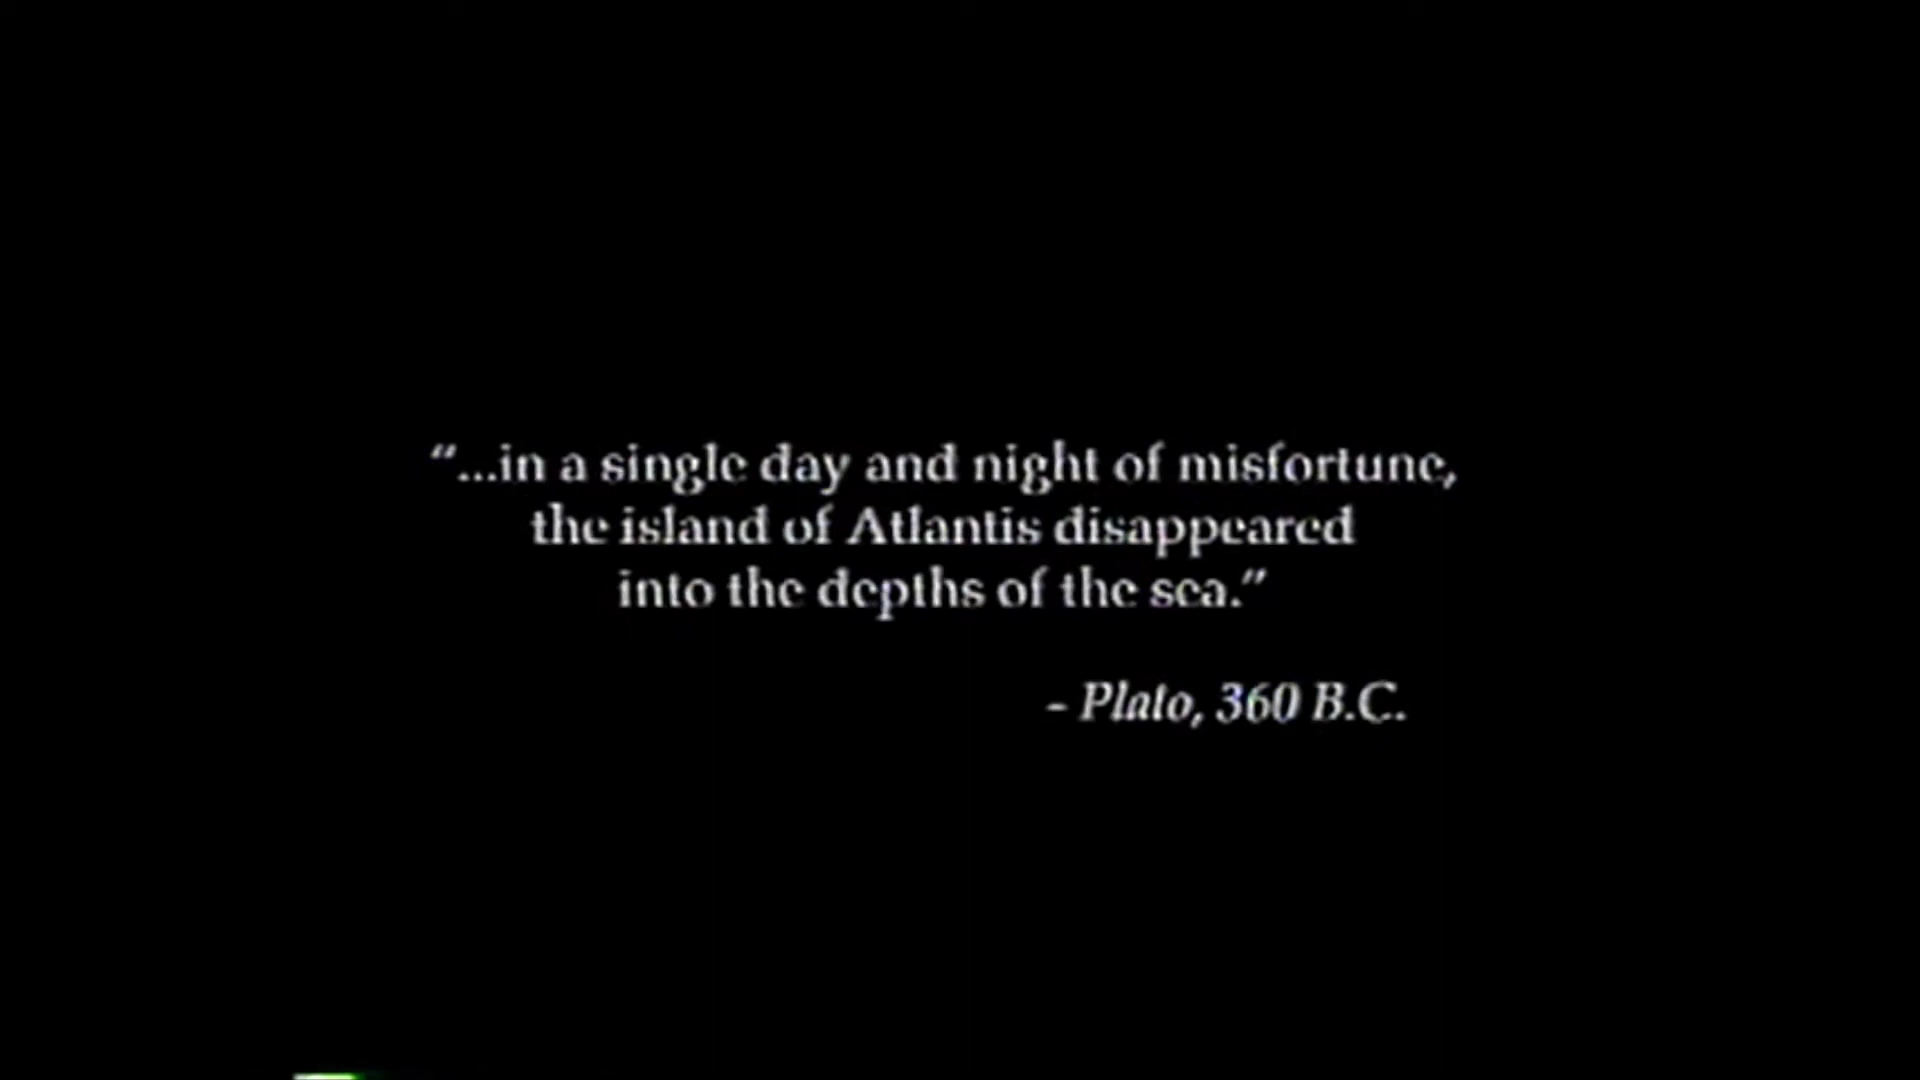 “...in a single day and night of misfortune,
the island of Atlantis disappeared
into the depths of the sea.”
- Plato, 360 B.C.